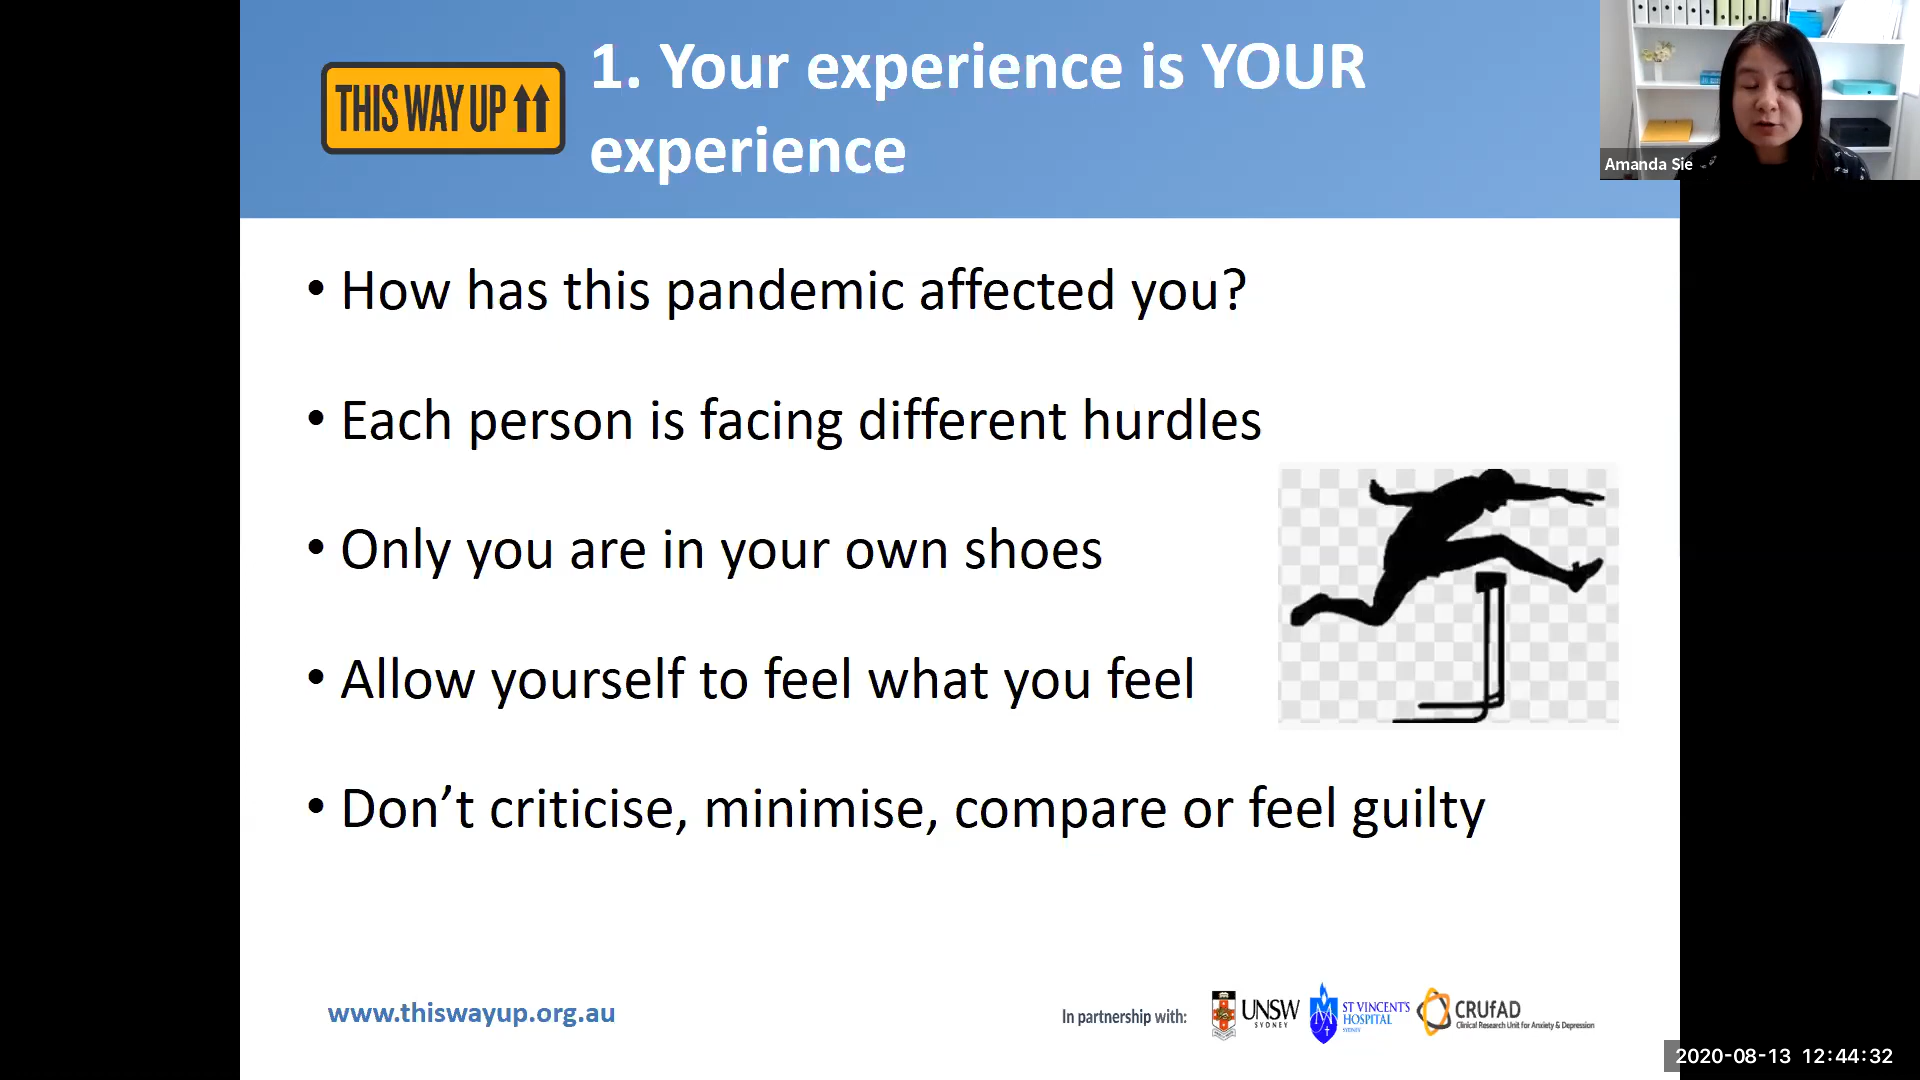 THIS WAY UP
1. Your experience is YOUR
experience
Amanda Sie
• How has this pandemic affected you?
• Each person is facing different hurdles
• Only you are in your own shoes
• Allow yourself to feel what you feel
• Don’t criticise, minimise, compare or feel guilty
www.thiswayup.org.au
In partnership with:
UNSW
SYDNEY
ST VINCENT'S
HOSPITAL
SYDNEY
CRUfAD
Clinical Research Unit for Anxiety & Depression
2020-08-13 12:44:32